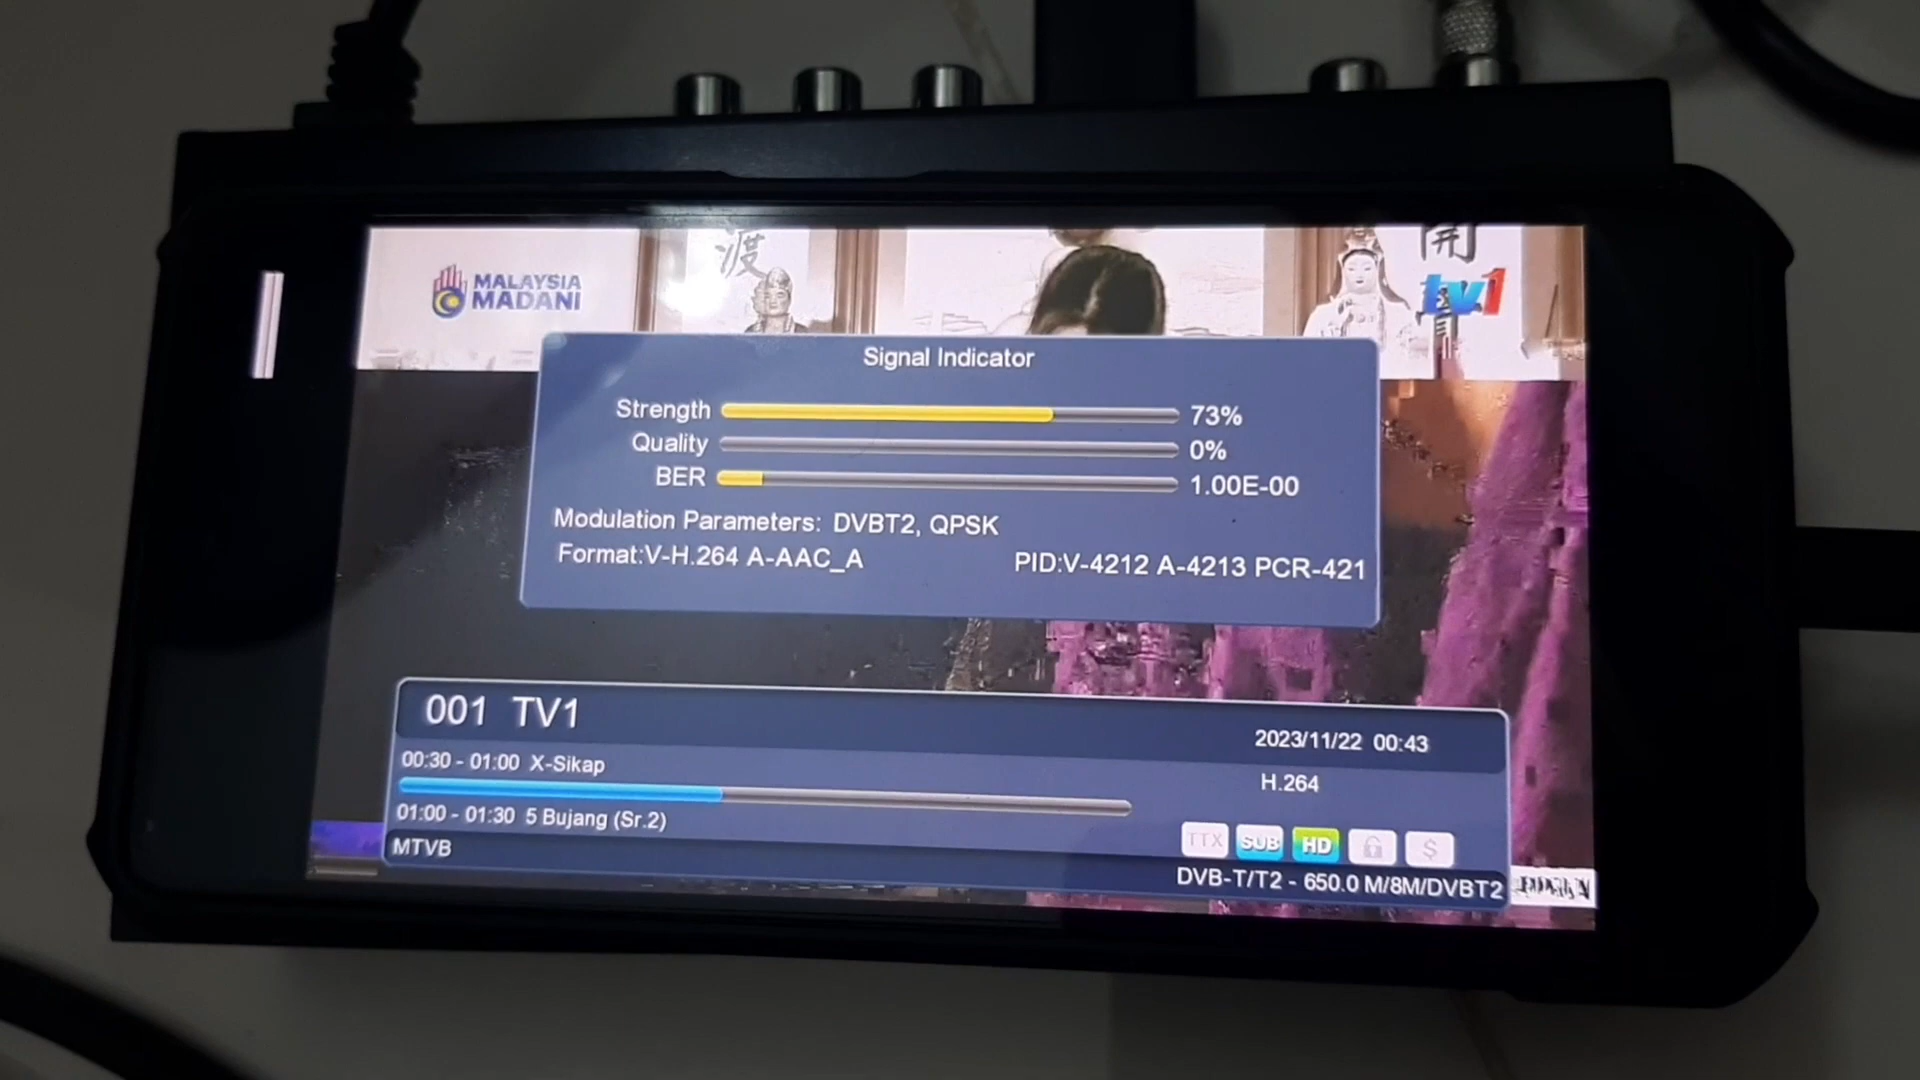 渡
開
MALAYSIA
MADANI
tv1
Signal Indicator
Strength 73%
Quality 0%
BER 1.00E-00
Modulation Parameters: DVBT2, QPSK
Format:V-H.264 A-AAC_A PID:V-4212 A-4213 PCR-421
001 TV1
2023/11/22 00:43
00:30 - 01:00 X-Sikap
H.264
01:00 - 01:30 5 Bujang (Sr.2)
TTX SUB HD $
MTVB
DVB-T/T2 - 650.0 M/8M/DVBT2